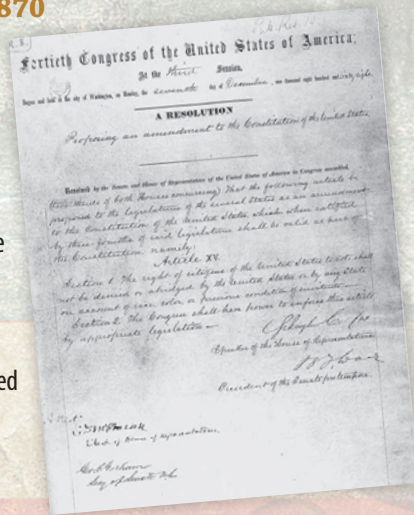 870
Fortieth Congress of the United States of America;
At the third Session,
Begun and held at the city of Washington, on Monday, the seventh day of December, one thousand eight hundred and sixty-eight.
A RESOLUTION
Proposing an amendment to the Constitution of the United States.
Resolved by the Senate and House of Representatives of the United States of America in Congress assembled,
(two-thirds of both Houses concurring) That the following article be
proposed to the legislatures of the several States as an amendment
to the Constitution of the United States, which, when ratified
by three-fourths of said legislatures shall be valid as part of
the Constitution, namely:
Article XV.
Section 1. The right of citizens of the United States to vote shall
not be denied or abridged by the United States or by any State
on account of race, color, or previous condition of servitude—
Section 2. The Congress shall have power to enforce this article
by appropriate legislation—
Schuyler Colfax
Speaker of the House of Representatives.
President of the Senate pro tempore.
Attest:
Clerk of House of Representatives.
Geo. C. Gorham
Secy of Senate U.S.
e
ed